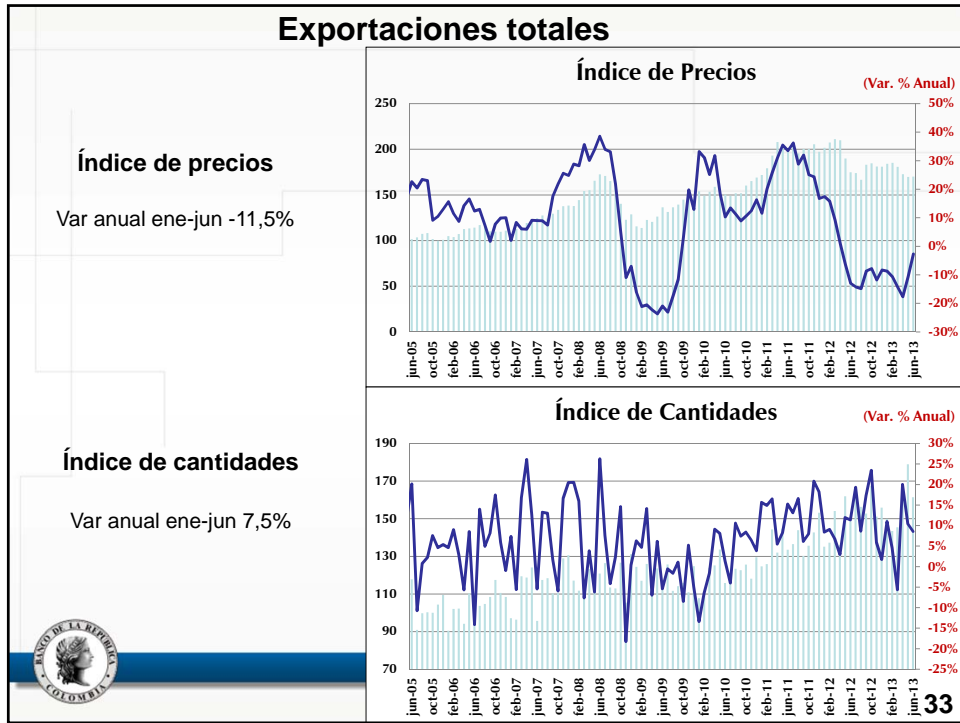 Exportaciones totales
Índice de precios
Var anual ene-jun -11,5%
Índice de Precios
(Var. % Anual)
250
200
150
100
50
0
50%
40%
30%
20%
10%
0%
-10%
-20%
-30%
jun-05
oct-05
feb-06
jun-06
oct-06
feb-07
jun-07
oct-07
feb-08
jun-08
oct-08
feb-09
jun-09
oct-09
feb-10
jun-10
oct-10
feb-11
jun-11
oct-11
feb-12
jun-12
oct-12
feb-13
jun-13
Índice de cantidades
Var anual ene-jun 7,5%
Índice de Cantidades
(Var. % Anual)
190
170
150
130
110
90
70
30%
25%
20%
15%
10%
5%
0%
-5%
-10%
-15%
-20%
-25%
jun-05
oct-05
feb-06
jun-06
oct-06
feb-07
jun-07
oct-07
feb-08
jun-08
oct-08
feb-09
jun-09
oct-09
feb-10
jun-10
oct-10
feb-11
jun-11
oct-11
feb-12
jun-12
oct-12
feb-13
jun-13
BANCO DE LA REPUBLICA
COLOMBIA
33